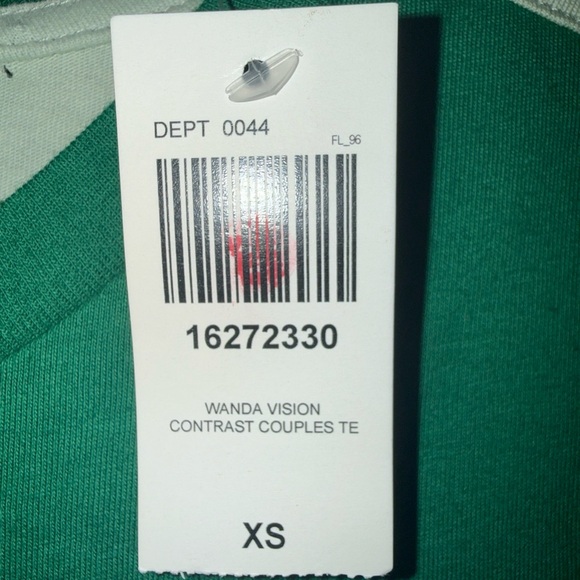 DEPT 0044
FL_96
16272330
WANDA VISION
CONTRAST COUPLES TE
XS